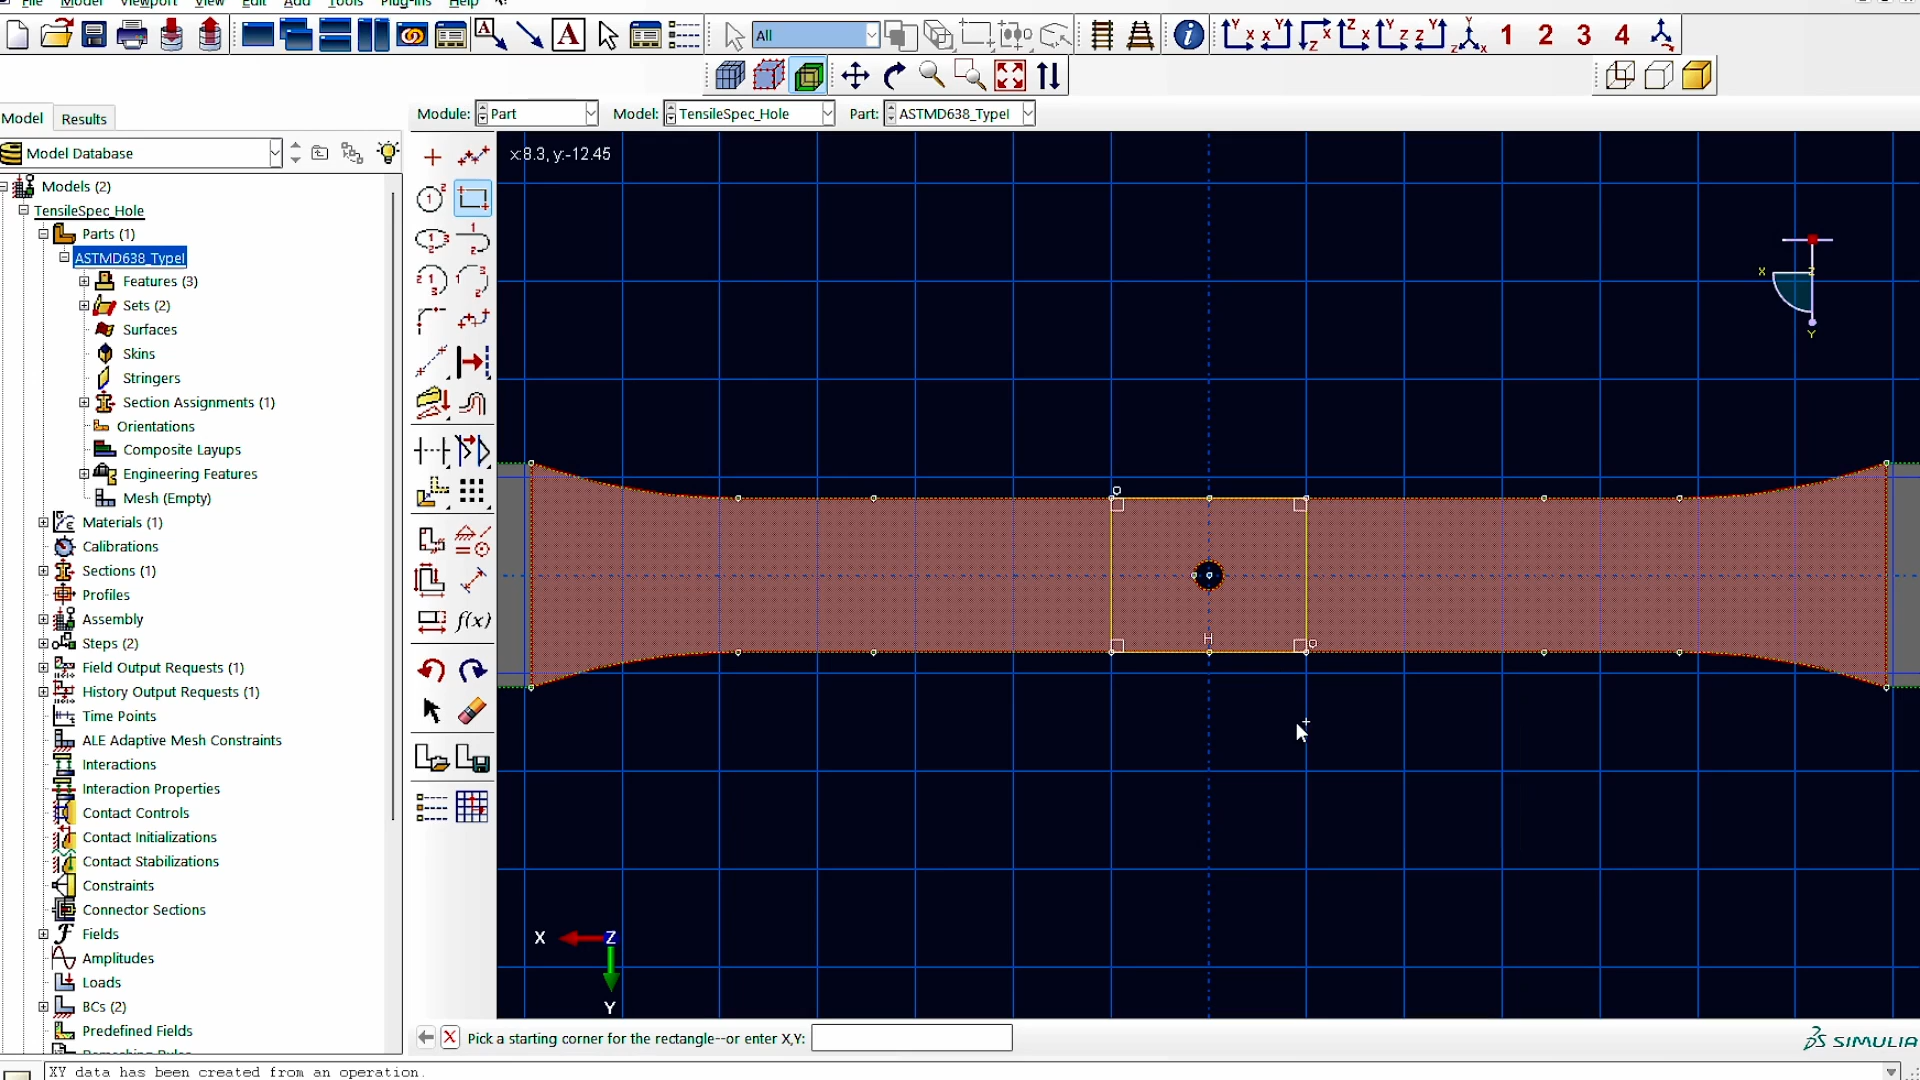 File Model Viewport View Edit Add Tools Plug-ins Help
A All Y X X Y X Z Z X Y Z Z Y Y Z X 1 2 3 4
Model Results Module: Part Model: TensileSpec_Hole Part: ASTMD638_TypeI
Model Database
x:8.3, y:-12.45
Models (2)
TensileSpec_Hole
Parts (1)
ASTMD638_TypeI
Features (3)
Sets (2)
Surfaces
Skins
Stringers
Section Assignments (1)
Orientations
Composite Layups
Engineering Features
Mesh (Empty)
Materials (1)
Calibrations
Sections (1)
Profiles
Assembly
Steps (2)
Field Output Requests (1)
History Output Requests (1)
Time Points
ALE Adaptive Mesh Constraints
Interactions
Interaction Properties
Contact Controls
Contact Initializations
Contact Stabilizations
Constraints
Connector Sections
Fields
Amplitudes
Loads
BCs (2)
Predefined Fields
Remeshing Rules
f(x)
X Z Y
H
X Z
Y
Pick a starting corner for the rectangle--or enter X,Y:
SIMULIA
XY data has been created from an operation.